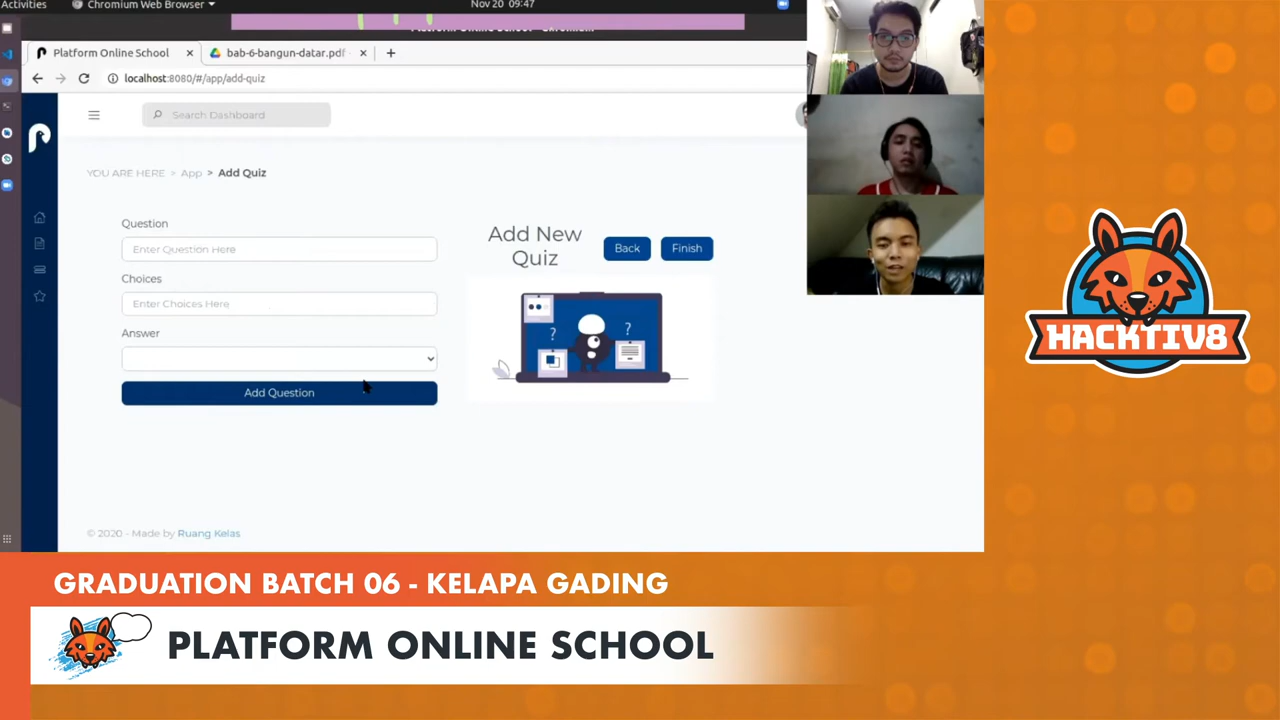 Activities
Chromium Web Browser
Nov 20 09:47
Platform Online School
bab-6-bangun-datar.pdf
localhost:8080/#/app/add-quiz
Search Dashboard
YOU ARE HERE > App > Add Quiz
Question
Enter Question Here
Choices
Enter Choices Here
Answer
Add Question
Add New
Quiz
Back
Finish
?
?
© 2020 - Made by Ruang Kelas
HACKTIV8
GRADUATION BATCH 06 - KELAPA GADING
PLATFORM ONLINE SCHOOL